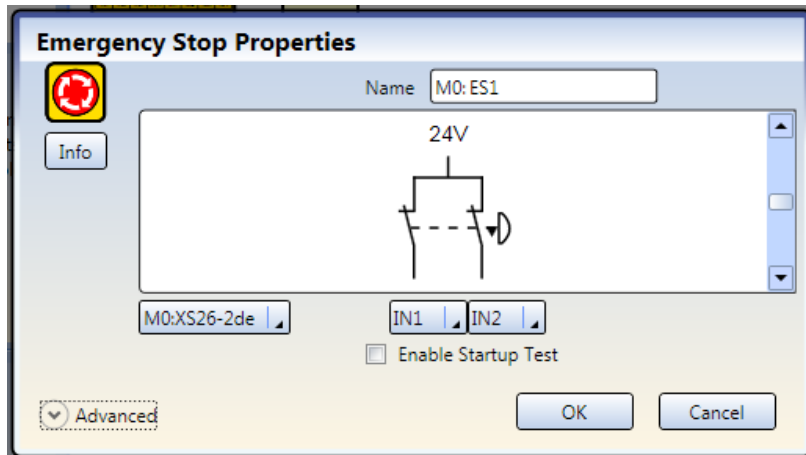 Emergency Stop Properties
Name M0: ES1
Info
24V
M0:XS26-2de IN1 IN2
Enable Startup Test
Advanced OK Cancel